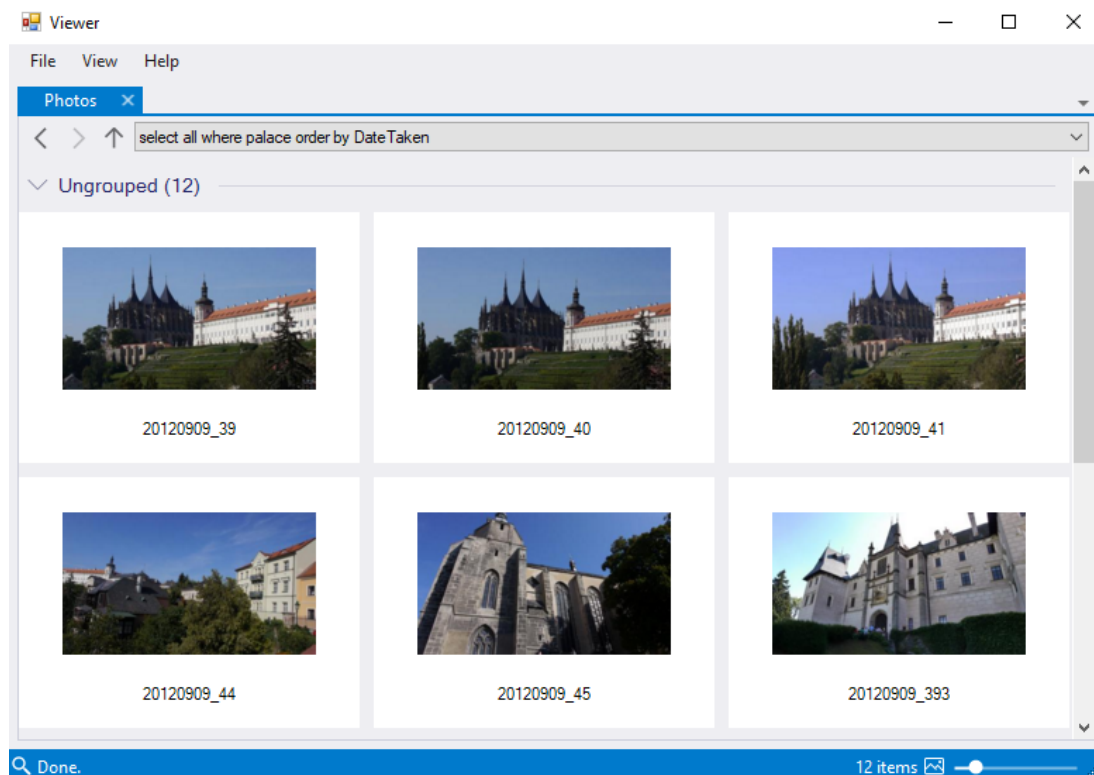 Viewer
File View Help
Photos
select all where palace order by DateTaken
Ungrouped (12)
20120909_39 20120909_40 20120909_41
20120909_44 20120909_45 20120909_393
Done. 12 items